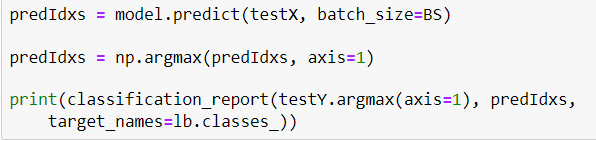 predIdxs = model.predict(testX, batch_size=BS)
predIdxs = np.argmax(predIdxs, axis=1)
print(classification_report(testY.argmax(axis=1), predIdxs,
    target_names=lb.classes_))